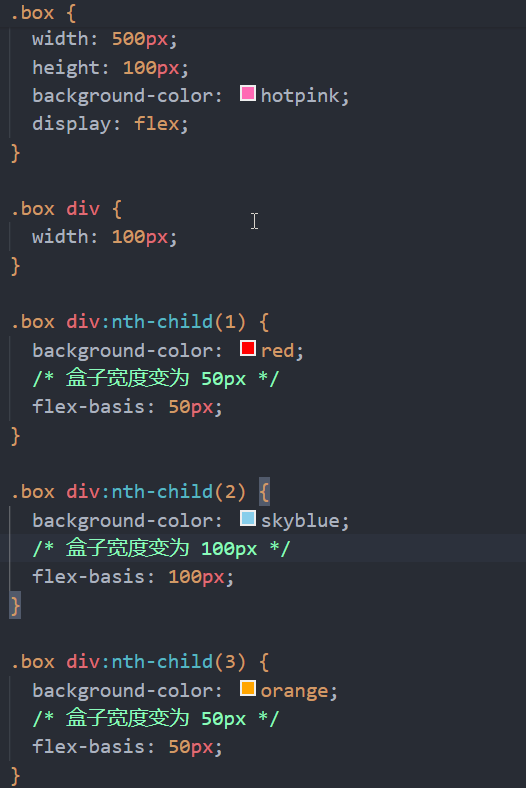 .box {
width: 500px;
height: 100px;
background-color: hotpink;
display: flex;
}
.box div {
width: 100px;
}
.box div:nth-child(1) {
background-color: red;
/* 盒子宽度变为 50px */
flex-basis: 50px;
}
.box div:nth-child(2) {
background-color: skyblue;
/* 盒子宽度变为 100px */
flex-basis: 100px;
}
.box div:nth-child(3) {
background-color: orange;
/* 盒子宽度变为 50px */
flex-basis: 50px;
}